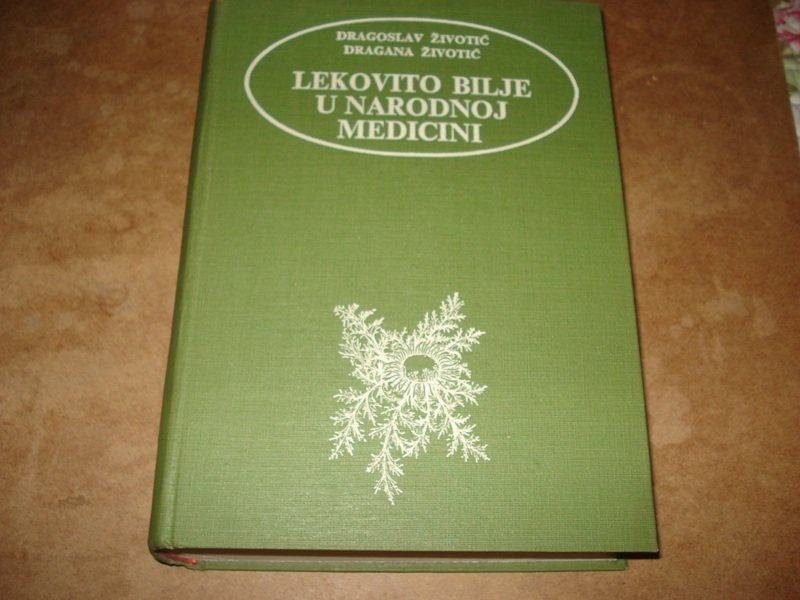 DRAGOSLAV ŽIVOTIĆ
DRAGANA ŽIVOTIĆ
LEKOVITO BILJE
U NARODNOJ
MEDICINI